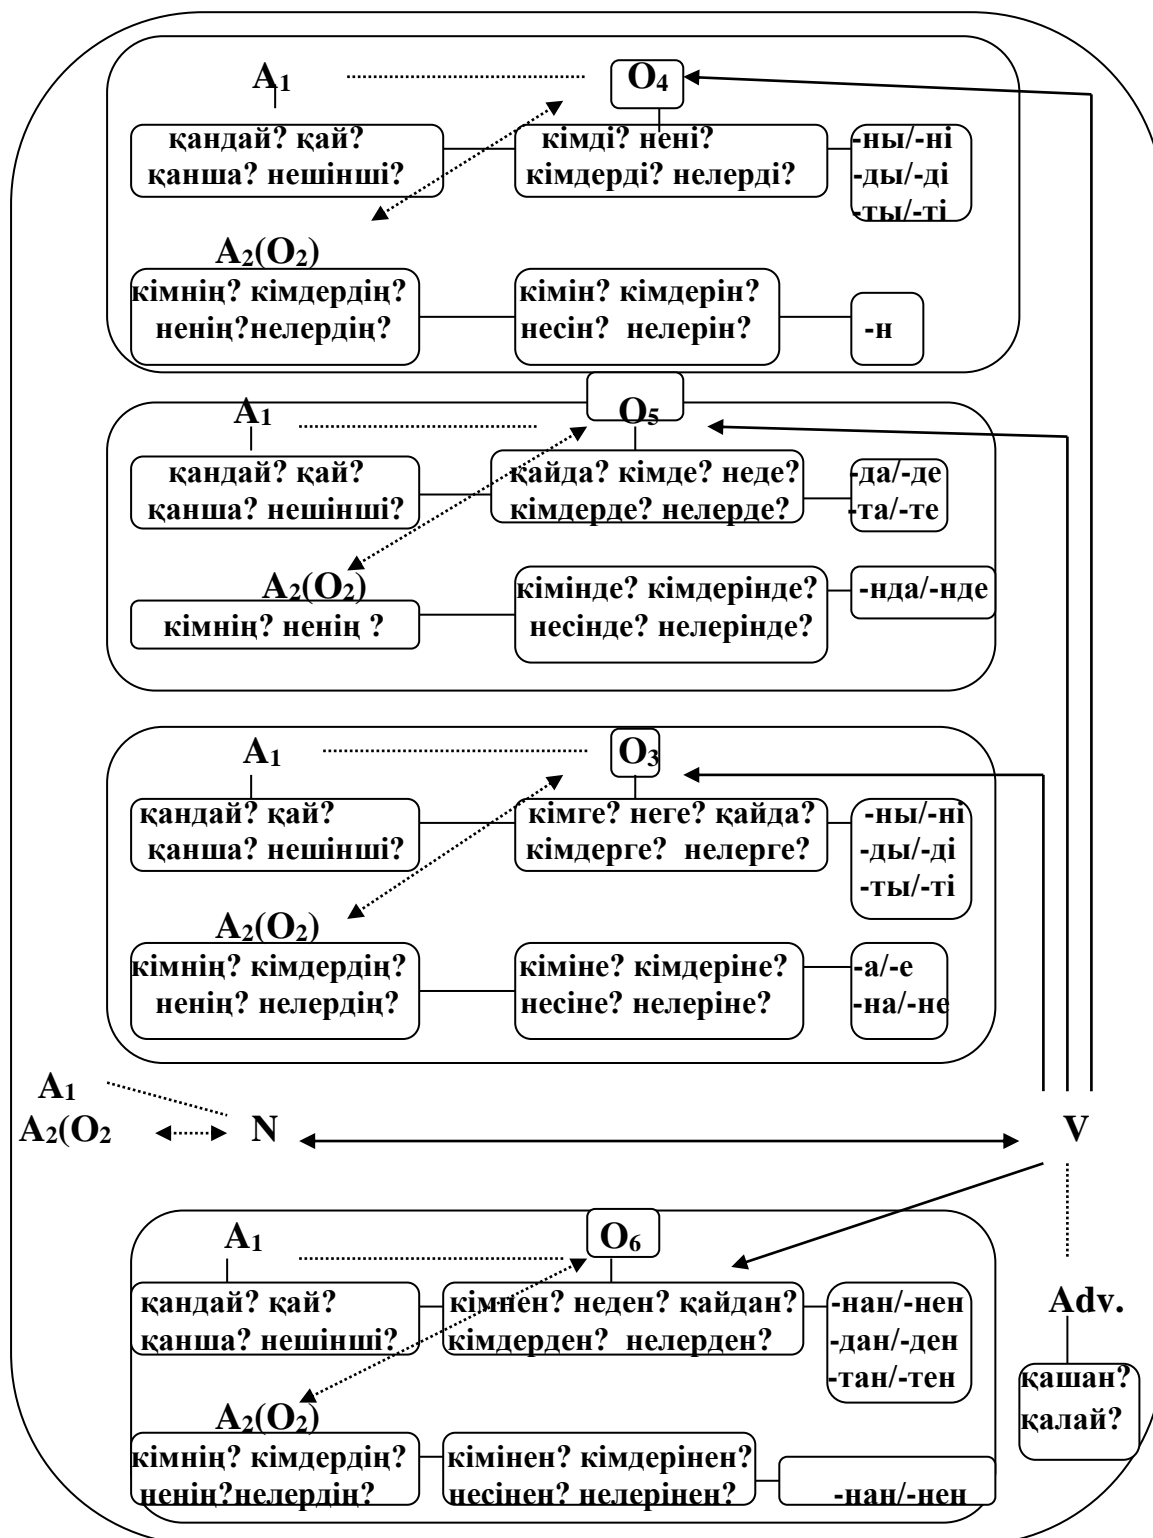 A1 O4
қандай? қай? кімді? нені? -ны/-ні
қанша? нешінші? кімдерді? нелерді? -ды/-ді
-ты/-ті
A2(O2)
кімнің? кімдердің? кімін? кімдерін?
ненің?нелердің? несін? нелерін? -н
A1 O5
қандай? қай? қайда? кімде? неде? -да/-де
қанша? нешінші? кімдерде? нелерде? -та/-те
A2(O2) кімінде? кімдерінде? -нда/-нде
кімнің? ненің ? несінде? нелерінде?
A1 O3
қандай? қай? кімге? неге? қайда? -ны/-ні
қанша? нешінші? кімдерге? нелерге? -ды/-ді
-ты/-ті
A2(O2)
кімнің? кімдердің? кіміне? кімдеріне? -а/-е
ненің? нелердің? несіне? нелеріне? -на/-не
A1
A2(O2 N V
A1 O6
қандай? қай? кімнен? неден? қайдан? -нан/-нен Adv.
қанша? нешінші? кімдерден? нелерден? -дан/-ден
-тан/-тен қашан?
A2(O2) қалай?
кімнің? кімдердің? кімінен? кімдерінен?
ненің?нелердің? несінен? нелерінен? -нан/-нен